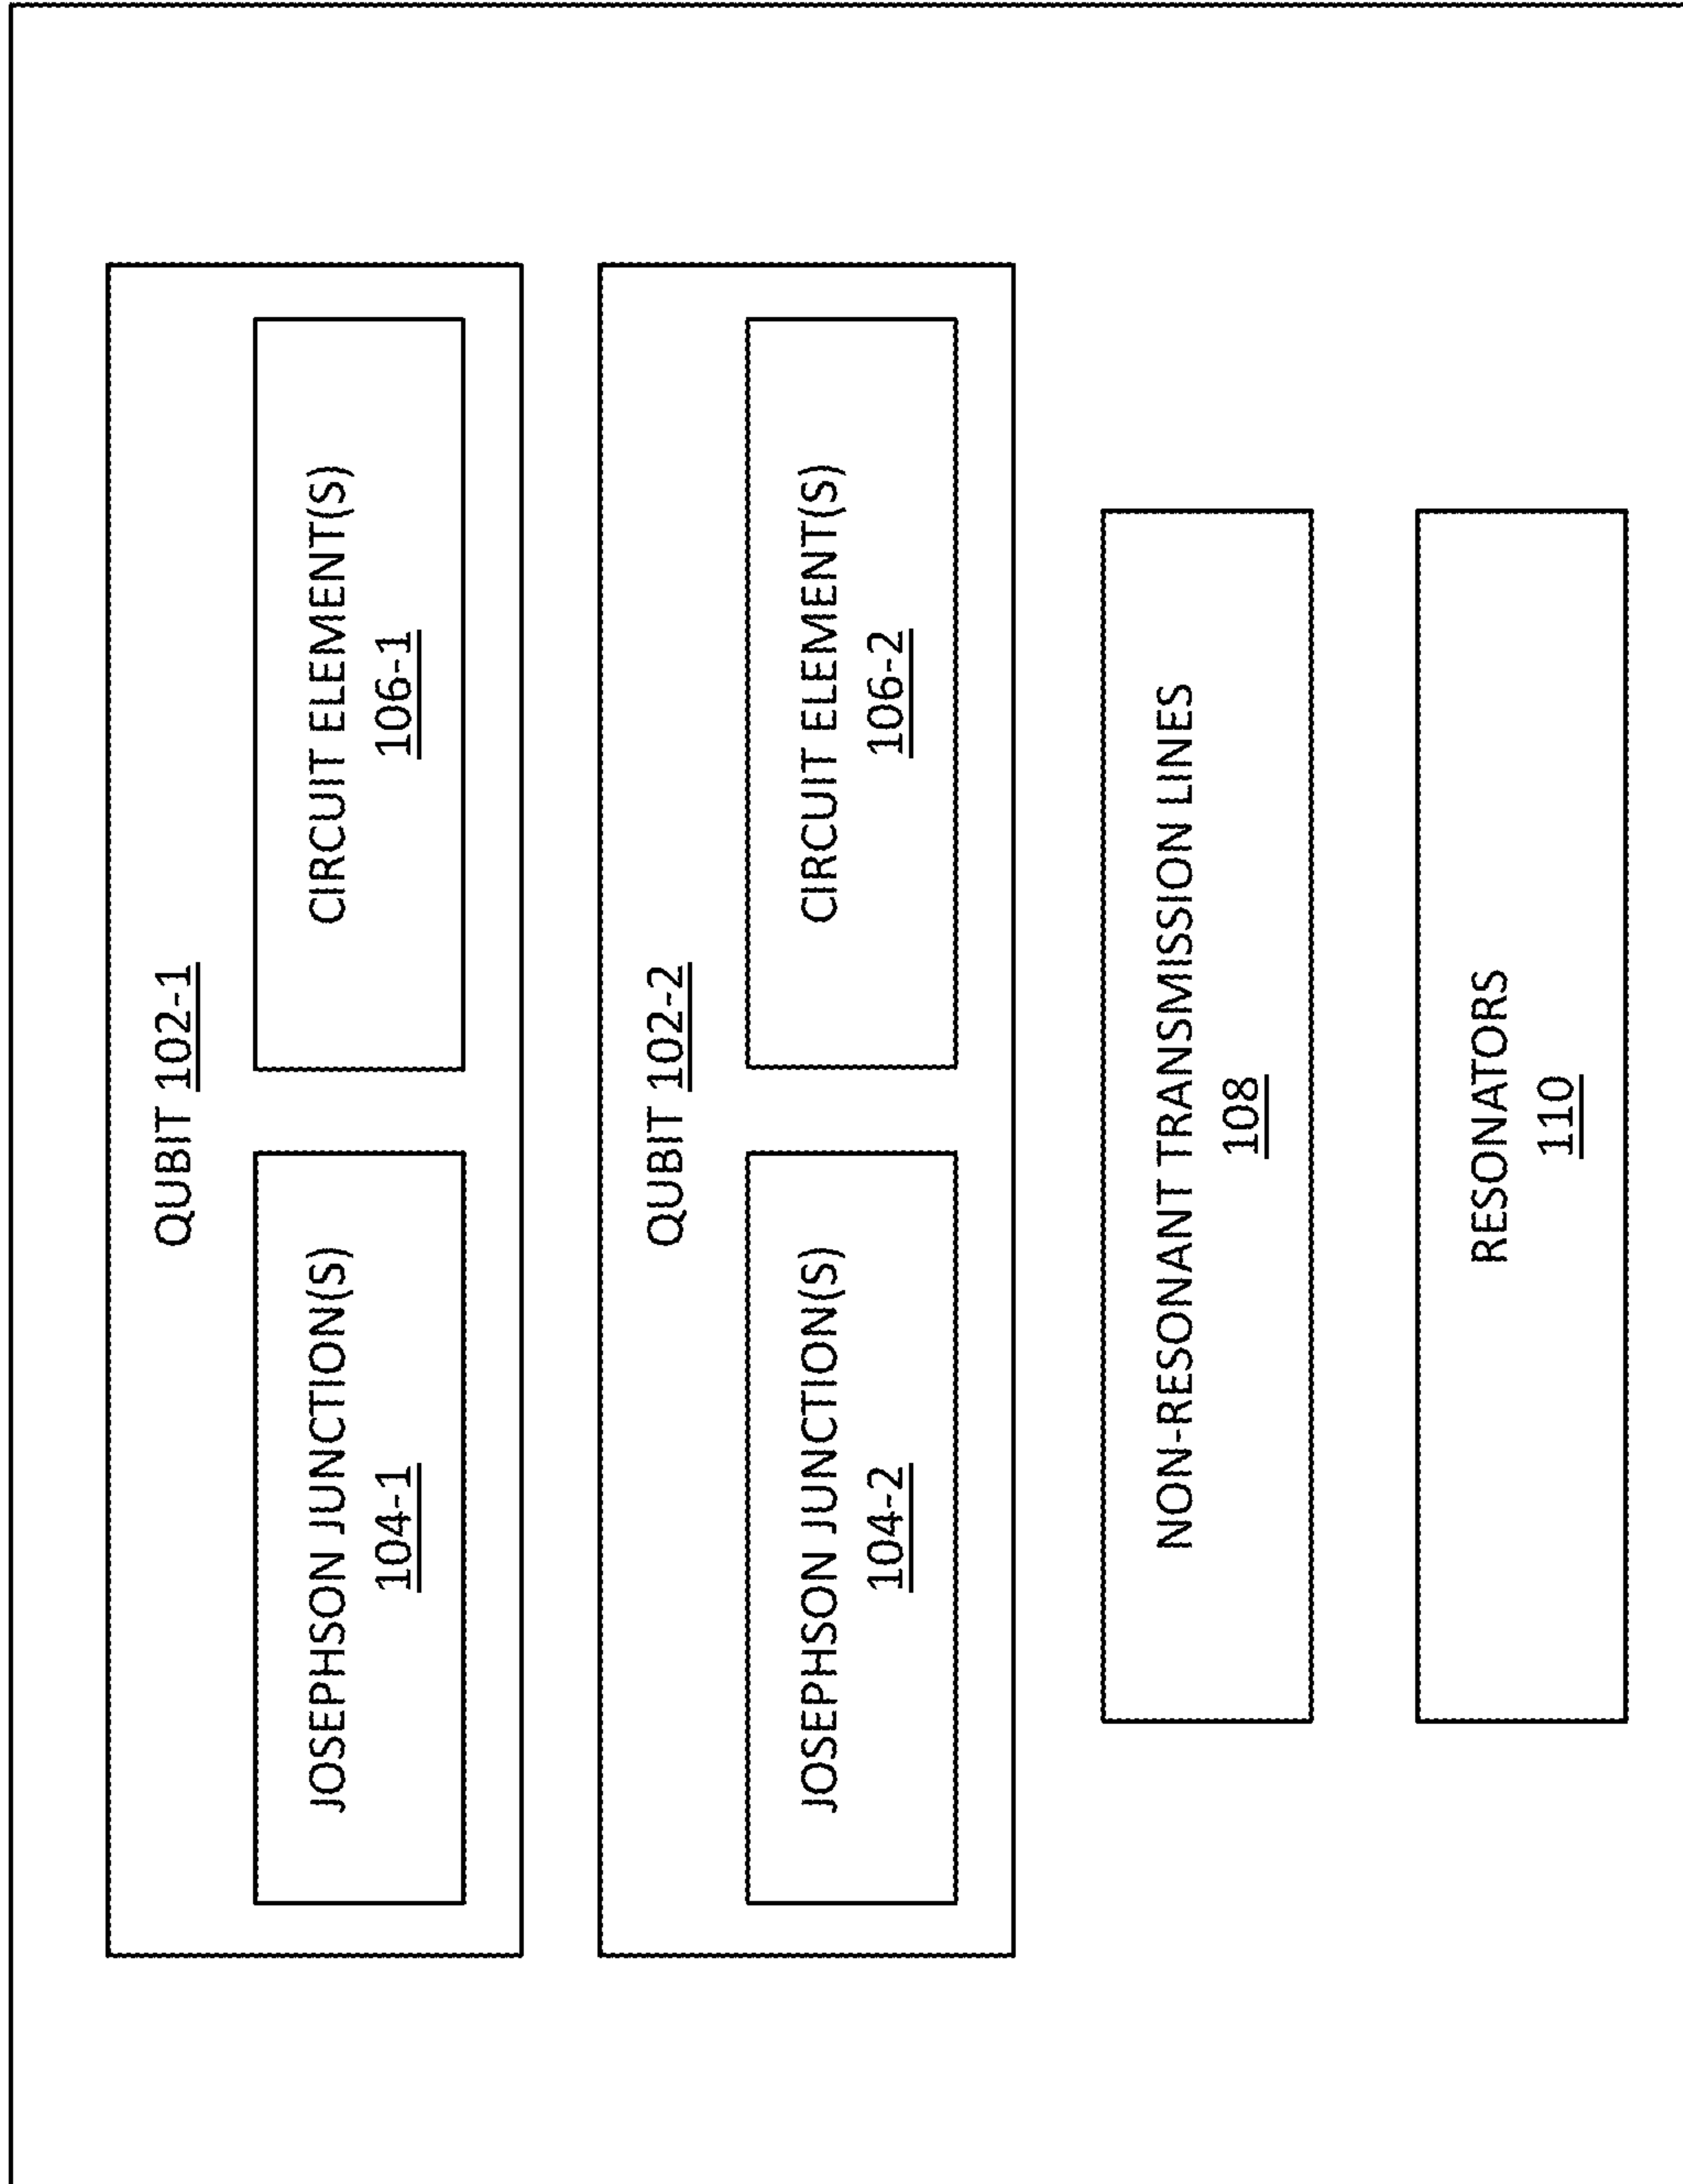 QUBIT 102-1
JOSEPHSON JUNCTION(S)
104-1
CIRCUIT ELEMENT(S)
106-1
QUBIT 102-2
JOSEPHSON JUNCTION(S)
104-2
CIRCUIT ELEMENT(S)
106-2
NON-RESONANT TRANSMISSION LINES
108
RESONATORS
110